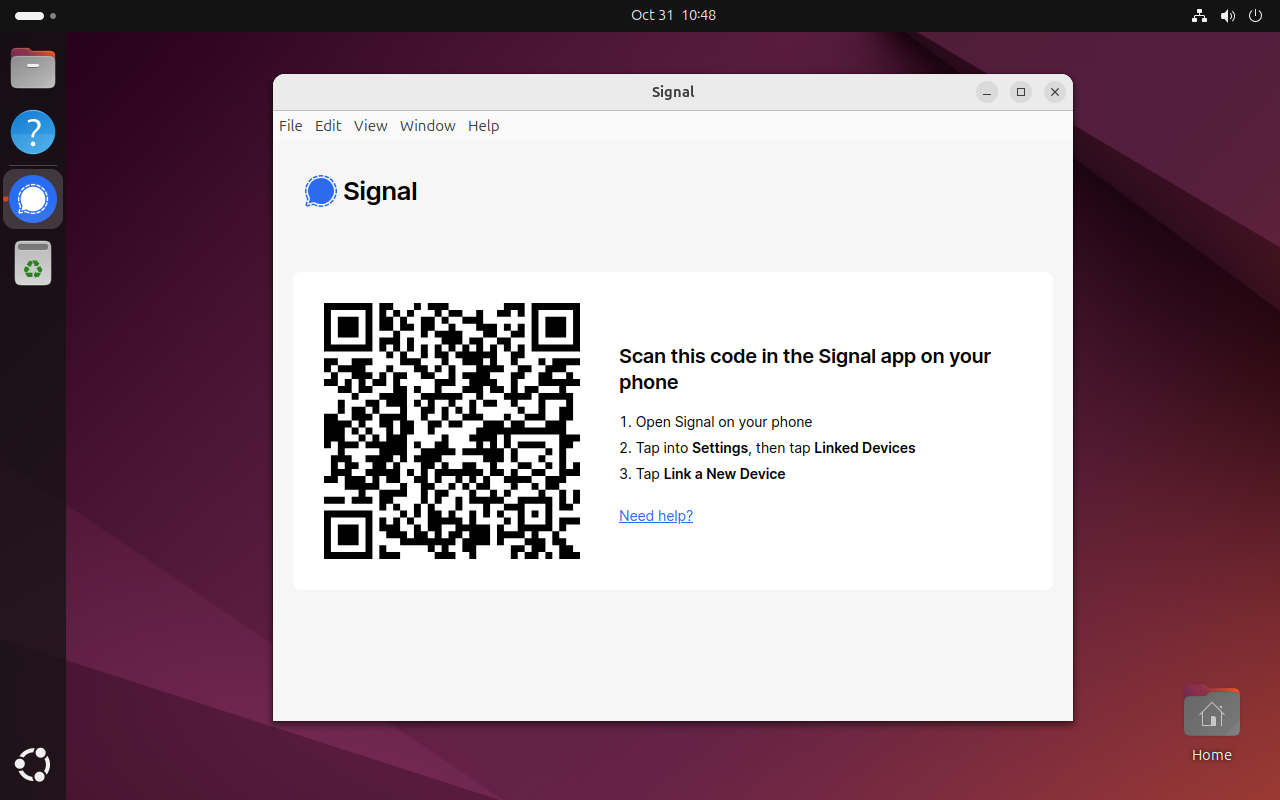 Oct 31 10:48
Signal
File Edit View Window Help
Signal
Scan this code in the Signal app on your
phone
1. Open Signal on your phone
2. Tap into Settings, then tap Linked Devices
3. Tap Link a New Device
Need help?
Home